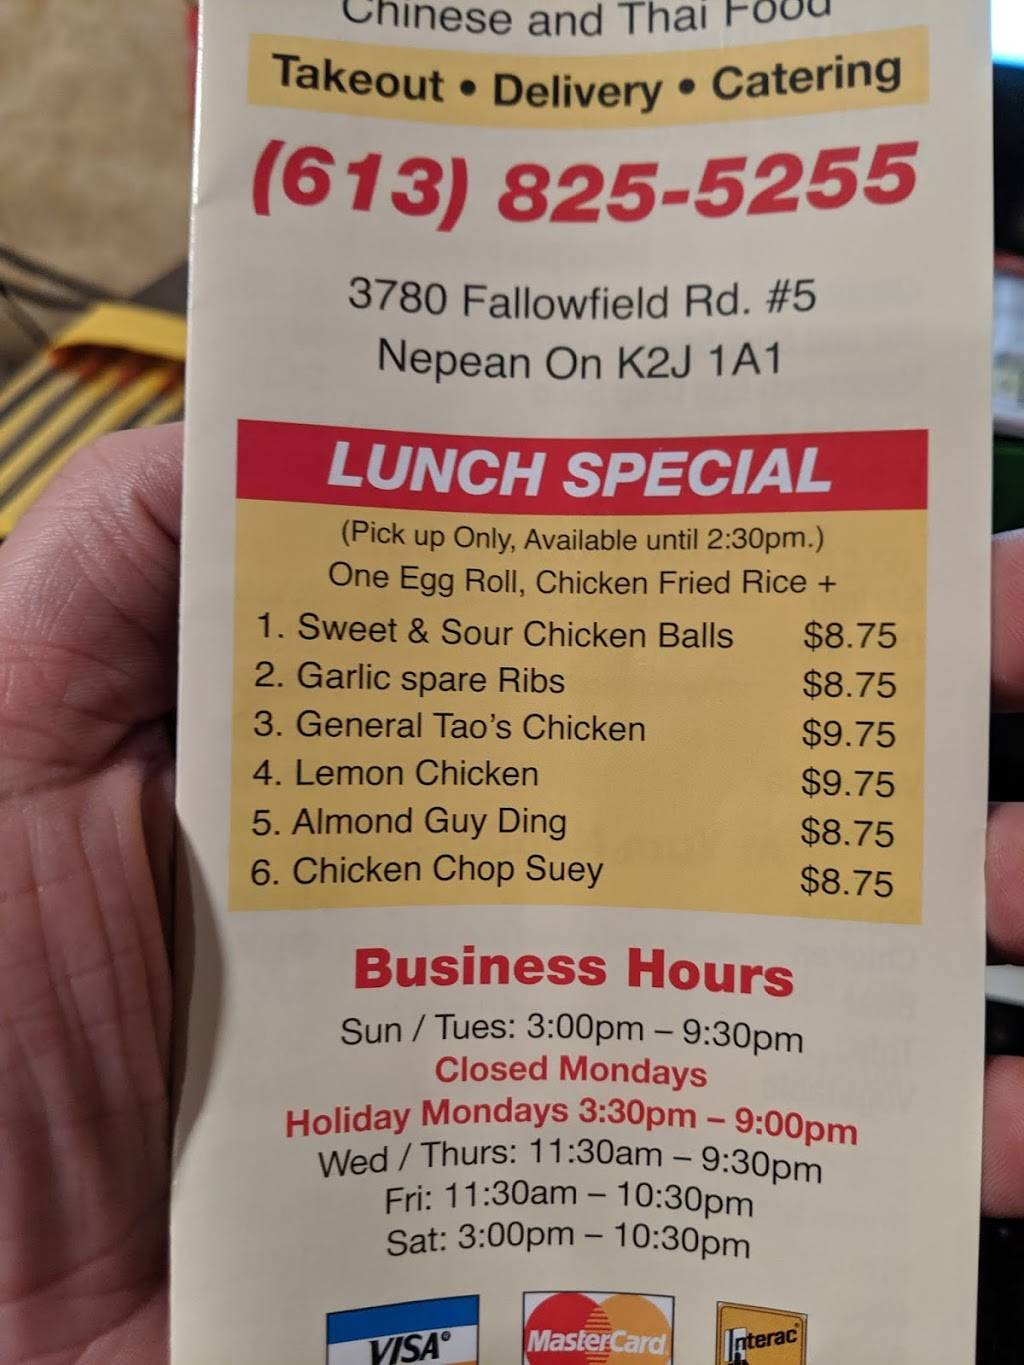 Chinese and Thai Food
Takeout • Delivery • Catering
(613) 825-5255
3780 Fallowfield Rd. #5
Nepean On K2J 1A1
LUNCH SPECIAL
(Pick up Only, Available until 2:30pm.)
One Egg Roll, Chicken Fried Rice +
1. Sweet & Sour Chicken Balls $8.75
2. Garlic spare Ribs $8.75
3. General Tao's Chicken $9.75
4. Lemon Chicken $9.75
5. Almond Guy Ding $8.75
6. Chicken Chop Suey $8.75
Business Hours
Sun / Tues: 3:00pm – 9:30pm
Closed Mondays
Holiday Mondays 3:30pm – 9:00pm
Wed / Thurs: 11:30am – 9:30pm
Fri: 11:30am – 10:30pm
Sat: 3:00pm – 10:30pm
VISA® MasterCard Interac®